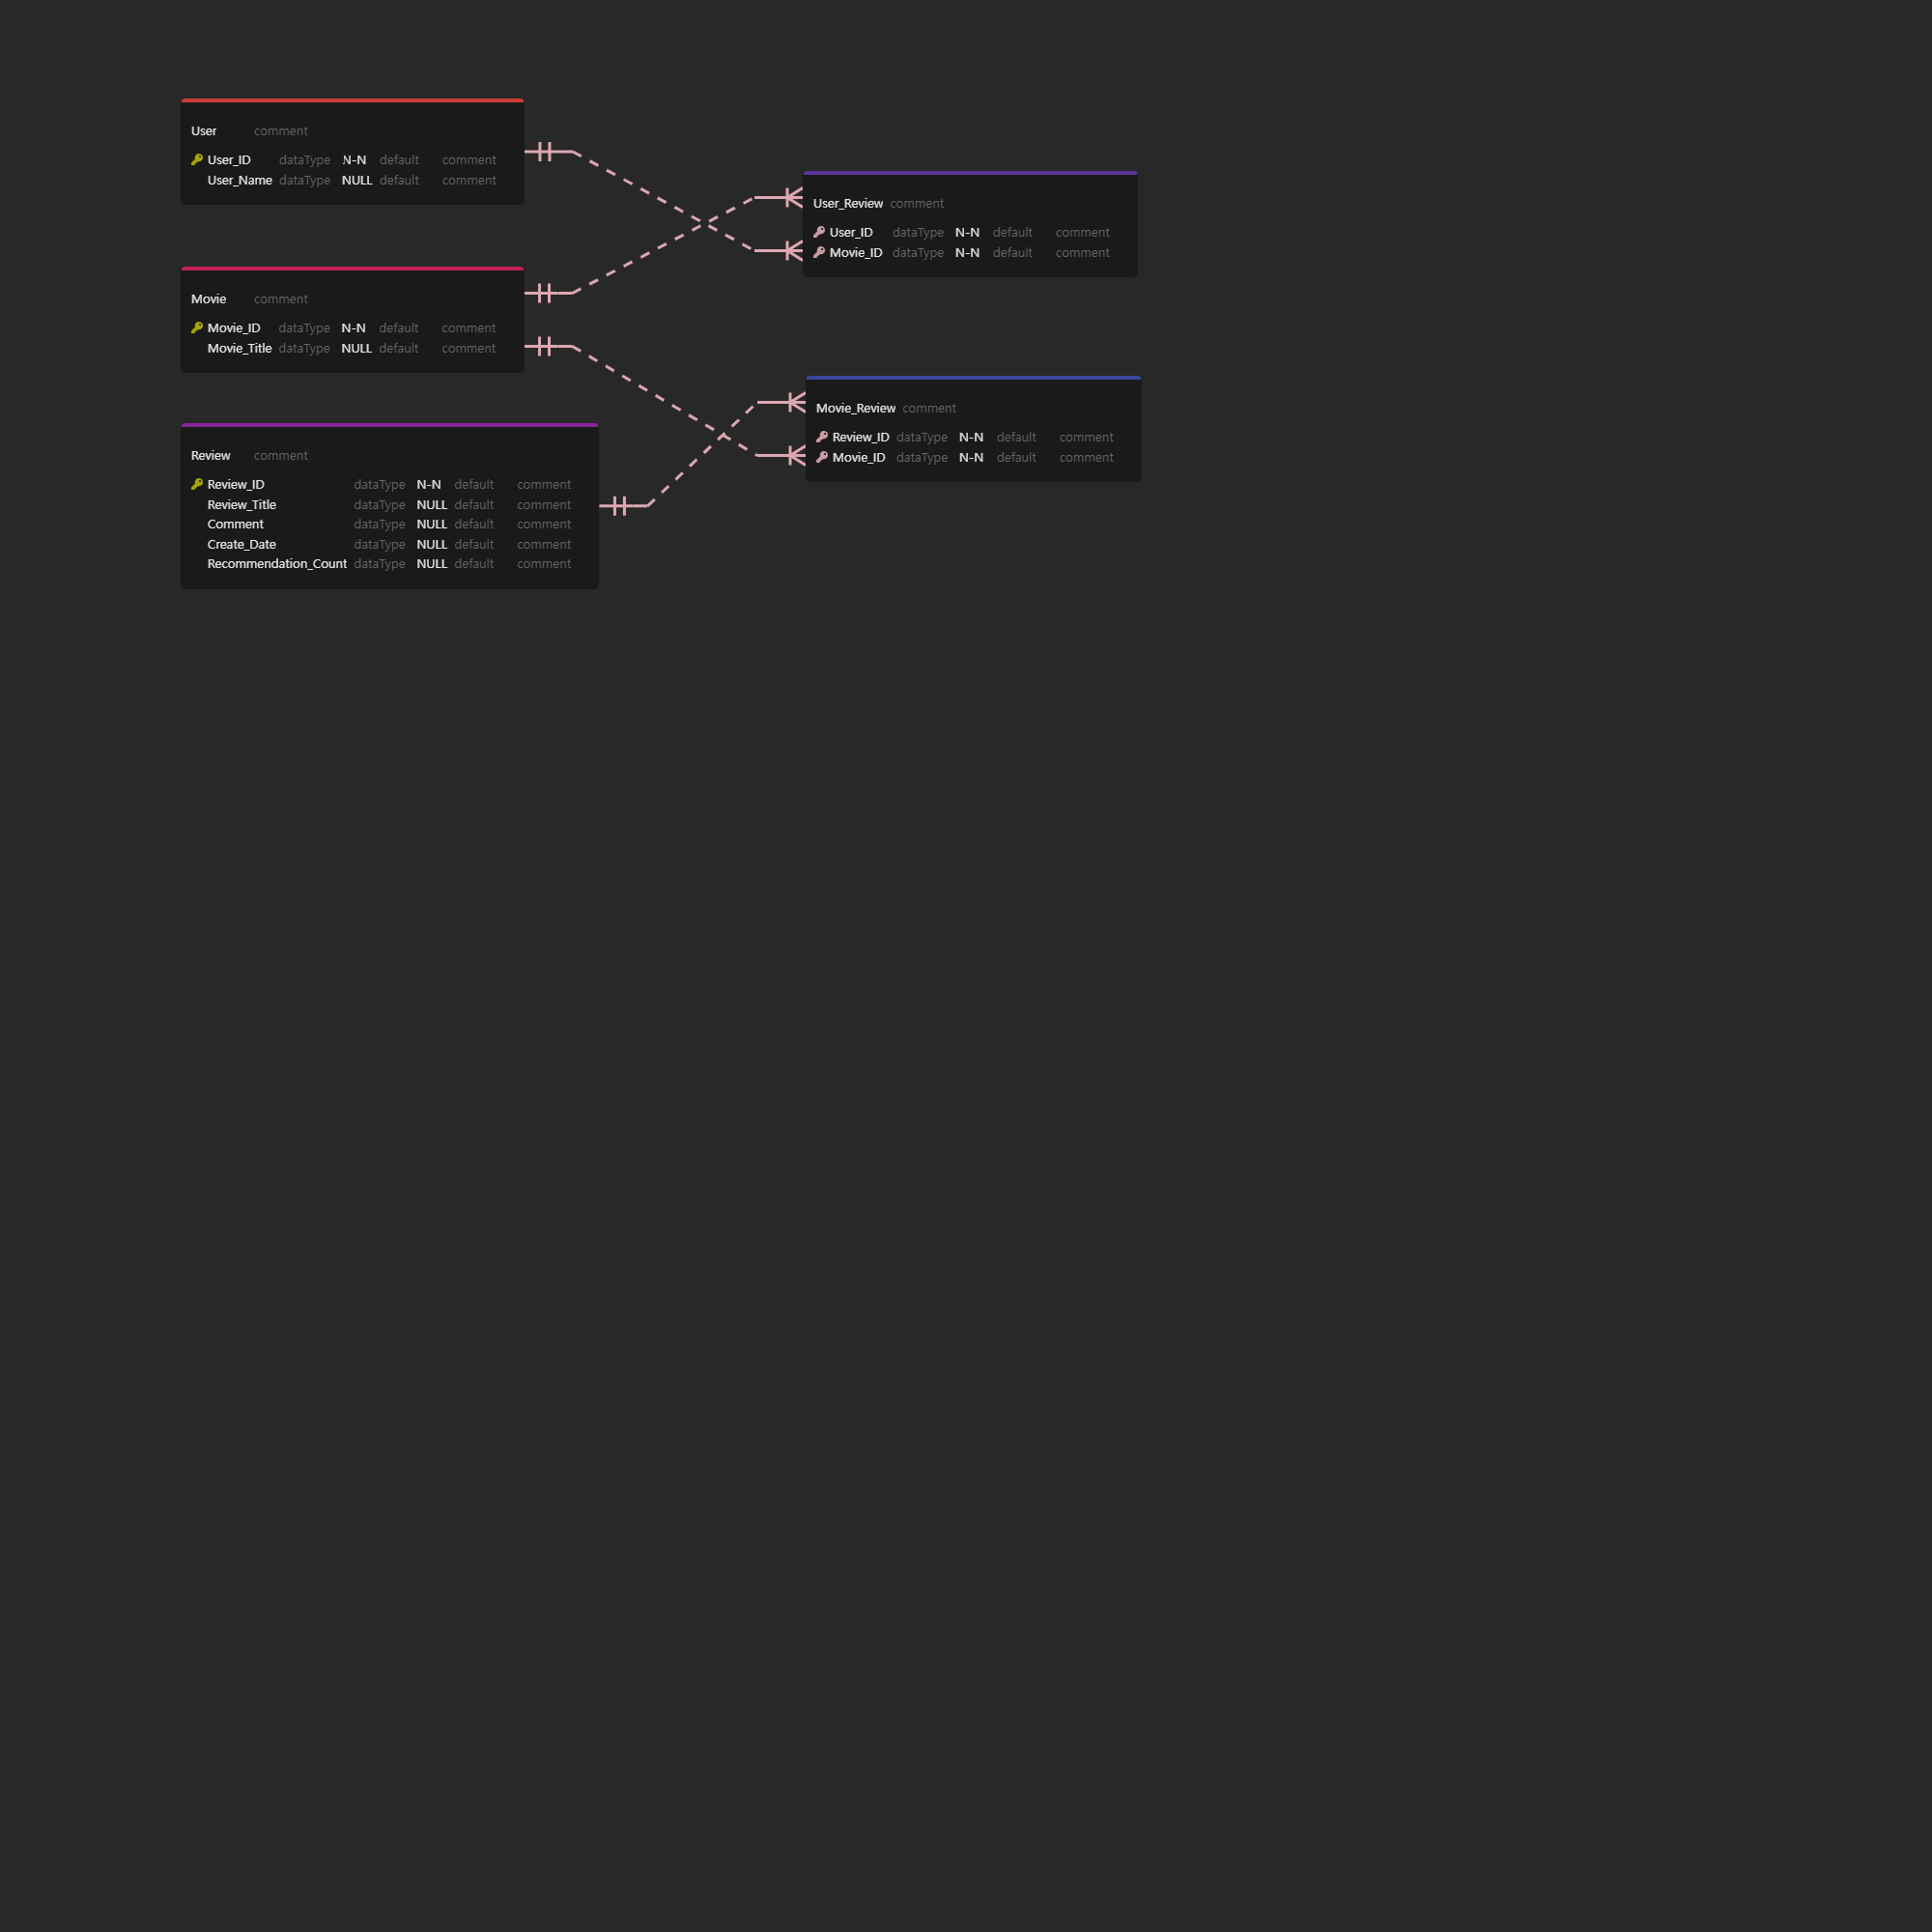 User comment
User_ID dataType N-N default comment
User_Name dataType NULL default comment
User_Review comment
User_ID dataType N-N default comment
Movie_ID dataType N-N default comment
Movie comment
Movie_ID dataType N-N default comment
Movie_Title dataType NULL default comment
Movie_Review comment
Review_ID dataType N-N default comment
Movie_ID dataType N-N default comment
Review comment
Review_ID dataType N-N default comment
Review_Title dataType NULL default comment
Comment dataType NULL default comment
Create_Date dataType NULL default comment
Recommendation_Count dataType NULL default comment